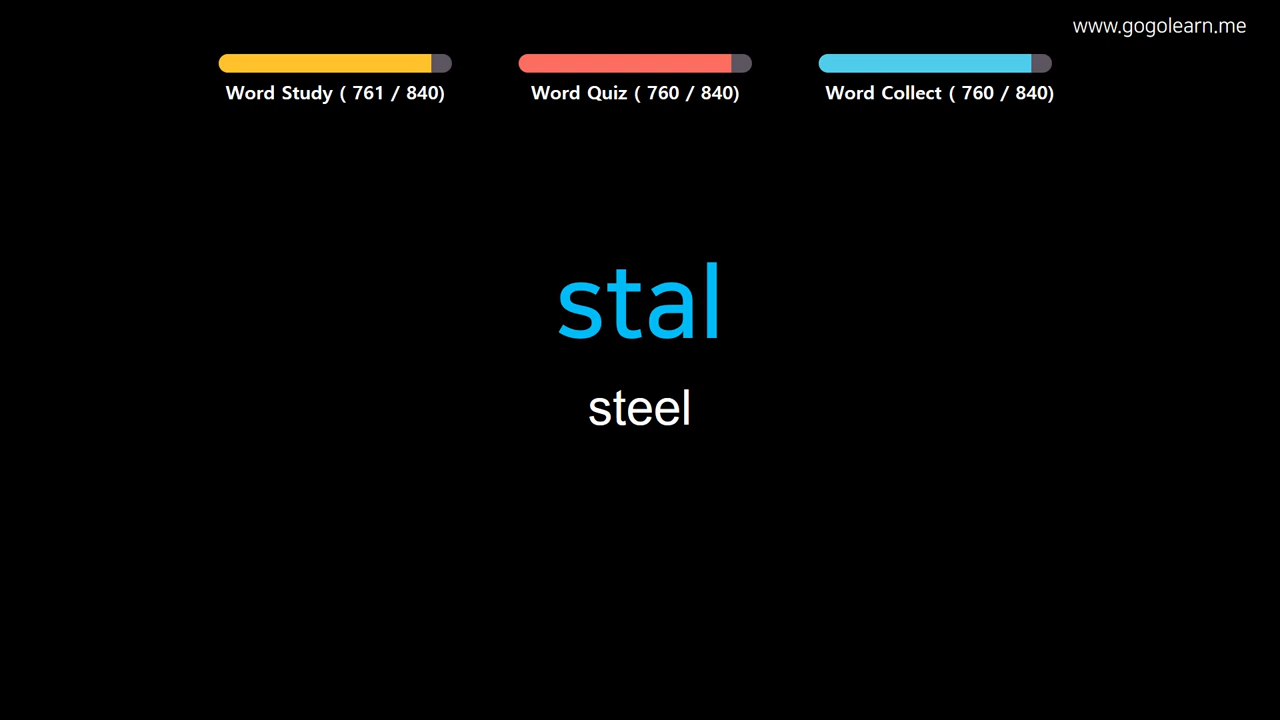 www.gogolearn.me
Word Study ( 761 / 840)
Word Quiz ( 760 / 840)
Word Collect ( 760 / 840)
stal
steel